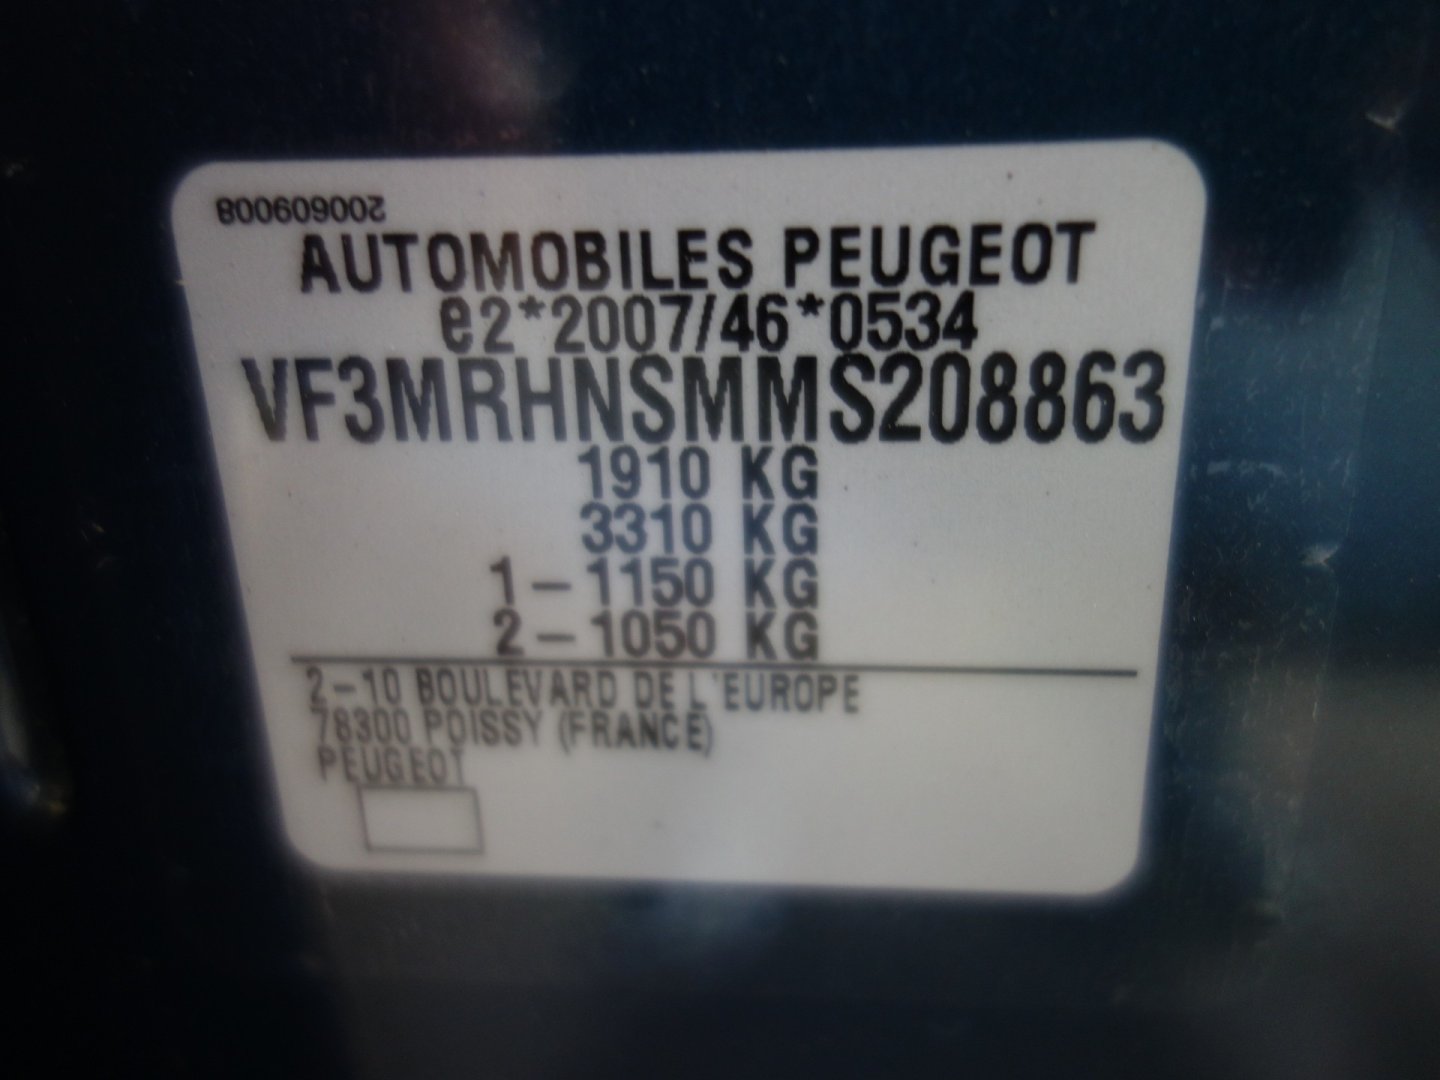 200609008
AUTOMOBILES PEUGEOT
e2*2007/46*0534
VF3MRHNSMMS208863
1910 KG
3310 KG
1-1150 KG
2-1050 KG
2-10 BOULEVARD DE L'EUROPE
78300 POISSY (FRANCE)
PEUGEOT